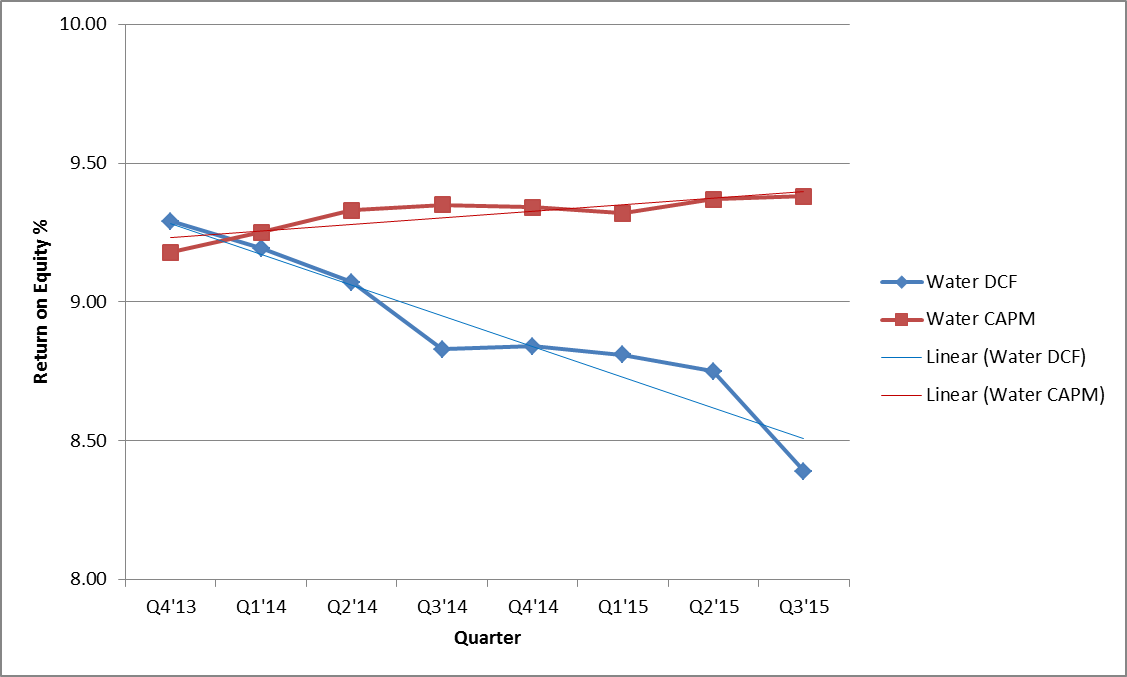 10.00
9.50
9.00
8.50
8.00
Return on Equity %
Q4'13 Q1'14 Q2'14 Q3'14 Q4'14 Q1'15 Q2'15 Q3'15
Quarter
Water DCF
Water CAPM
Linear (Water DCF)
Linear (Water CAPM)